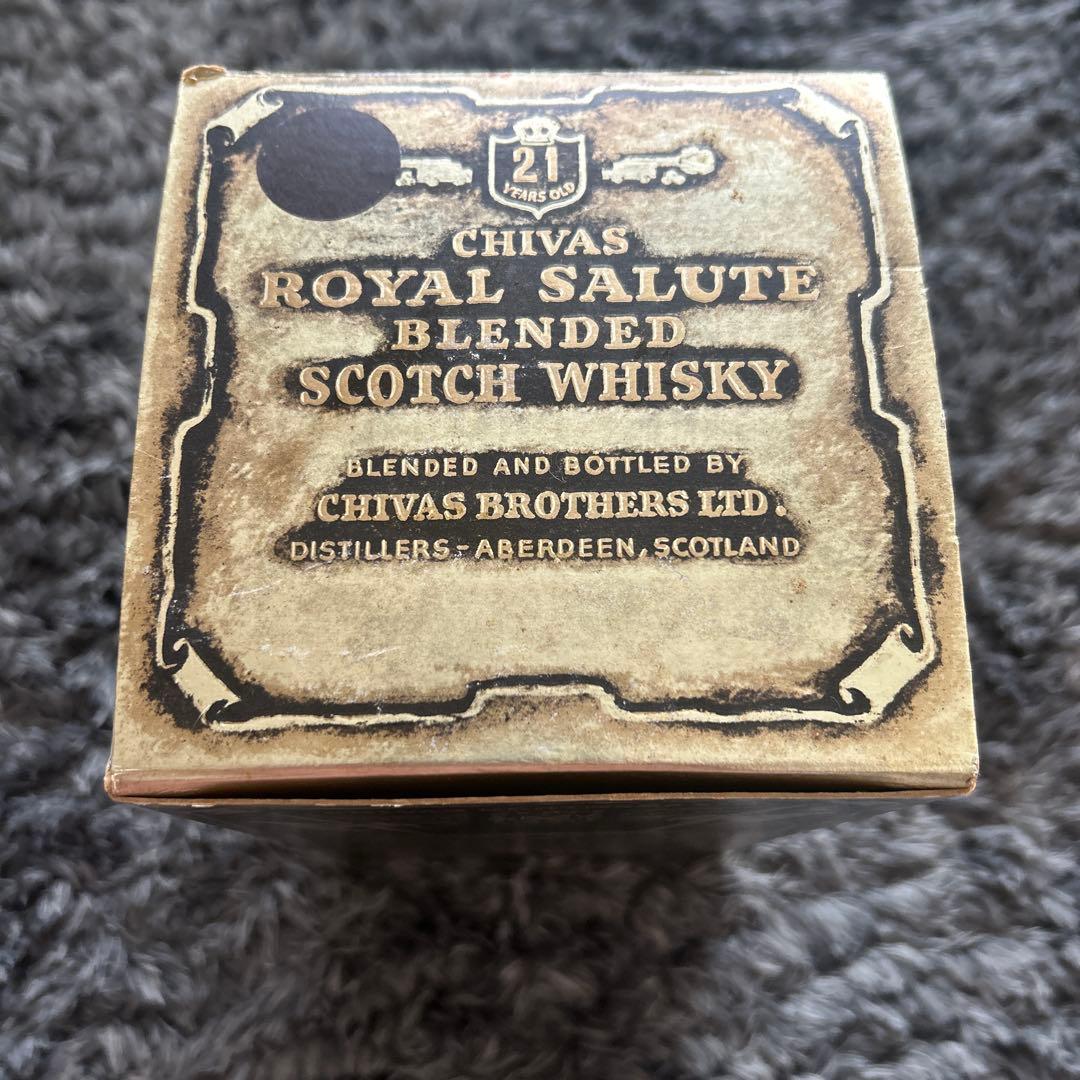 21
YEARS OLD
CHIVAS
ROYAL SALUTE
BLENDED
SCOTCH WHISKY
BLENDED AND BOTTLED BY
CHIVAS BROTHERS LTD.
DISTILLERS - ABERDEEN, SCOTLAND